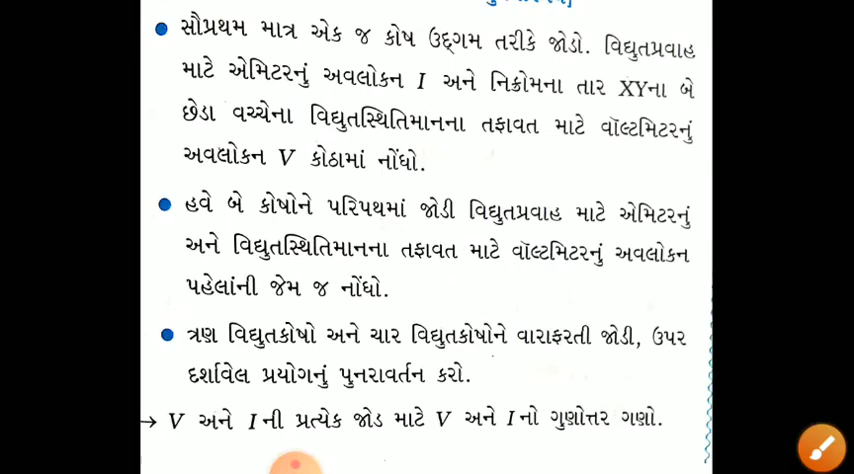 ● સૌપ્રથમ માત્ર એક જ કોષ ઉદ્‌ગમ તરીકે જોડો. વિદ્યુતપ્રવાહ
માટે એમિટરનું અવલોકન I અને નિક્રોમના તાર XYના બે
છેડા વચ્ચેના વિદ્યુતસ્થિતિમાનના તફાવત માટે વૉલ્ટમિટરનું
અવલોકન V કોઠામાં નોંધો.
● હવે બે કોષોને પરિપથમાં જોડી વિદ્યુતપ્રવાહ માટે એમિટરનું
અને વિદ્યુતસ્થિતિમાનના તફાવત માટે વૉલ્ટમિટરનું અવલોકન
પહેલાંની જેમ જ નોંધો.
● ત્રણ વિદ્યુતકોષો અને ચાર વિદ્યુતકોષોને વારાફરતી જોડી, ઉપર
દર્શાવેલ પ્રયોગનું પુનરાવર્તન કરો.
→ V અને I ની પ્રત્યેક જોડ માટે V અને I નો ગુણોત્તર ગણો.